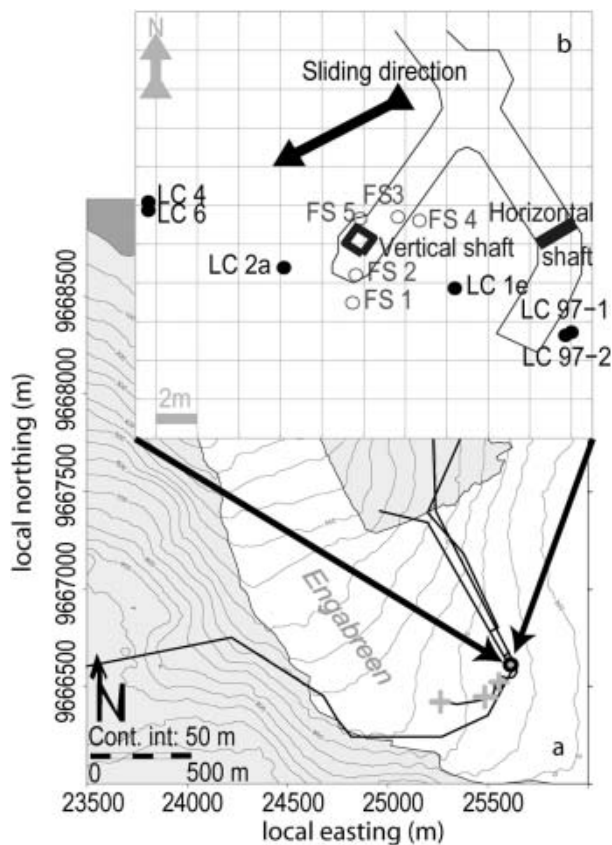 N
b
Sliding direction
LC 4
LC 6
FS 5
FS3
FS 4
Horizontal
shaft
Vertical shaft
LC 2a
FS 2
LC 1e
FS 1
LC 97-1
LC 97-2
2m
9668500
9668000
9667500
9667000
9666500
local northing (m)
Engabreen
N
Cont. int: 50 m
0 500 m
a
23500 24000 24500 25000 25500
local easting (m)